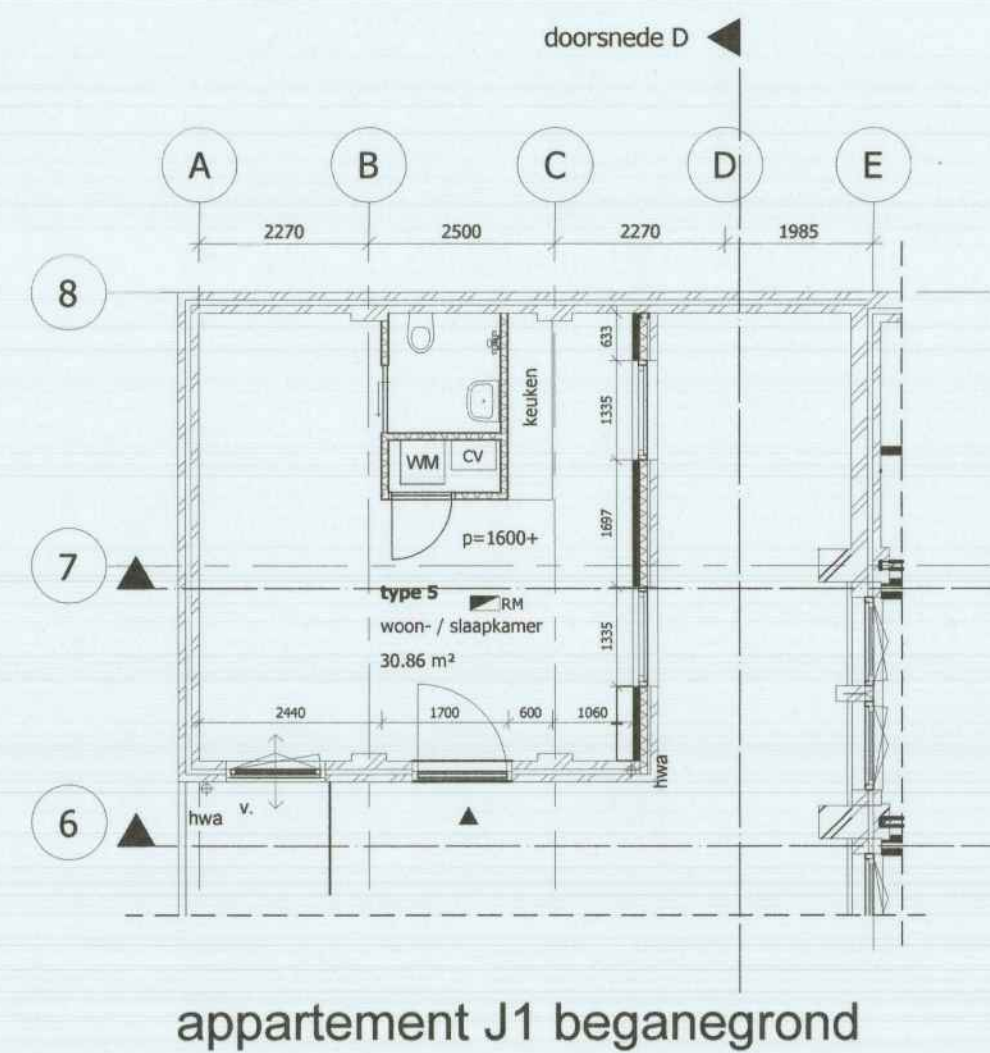 doorsnede D
A B C D E
2270 2500 2270 1985
8
633
1335
keuken
WM CV
1697
p=1600+
7
type 5
RM
woon- / slaapkamer
1335
30.86 m²
2440 1700 600 1060
hwa
v.
hwa
6
appartement J1 beganegrond